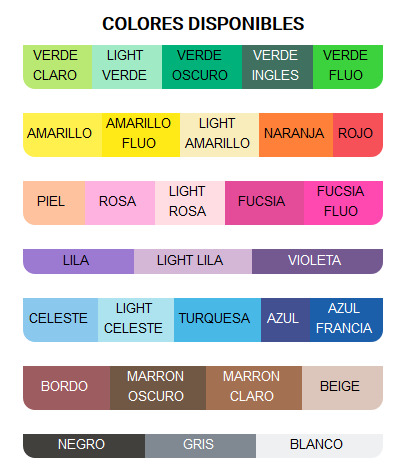 COLORES DISPONIBLES
VERDE CLARO LIGHT VERDE VERDE OSCURO VERDE INGLES VERDE FLUO
AMARILLO AMARILLO FLUO LIGHT AMARILLO NARANJA ROJO
PIEL ROSA LIGHT ROSA FUCSIA FUCSIA FLUO
LILA LIGHT LILA VIOLETA
CELESTE LIGHT CELESTE TURQUESA AZUL AZUL FRANCIA
BORDO MARRON OSCURO MARRON CLARO BEIGE
NEGRO GRIS BLANCO